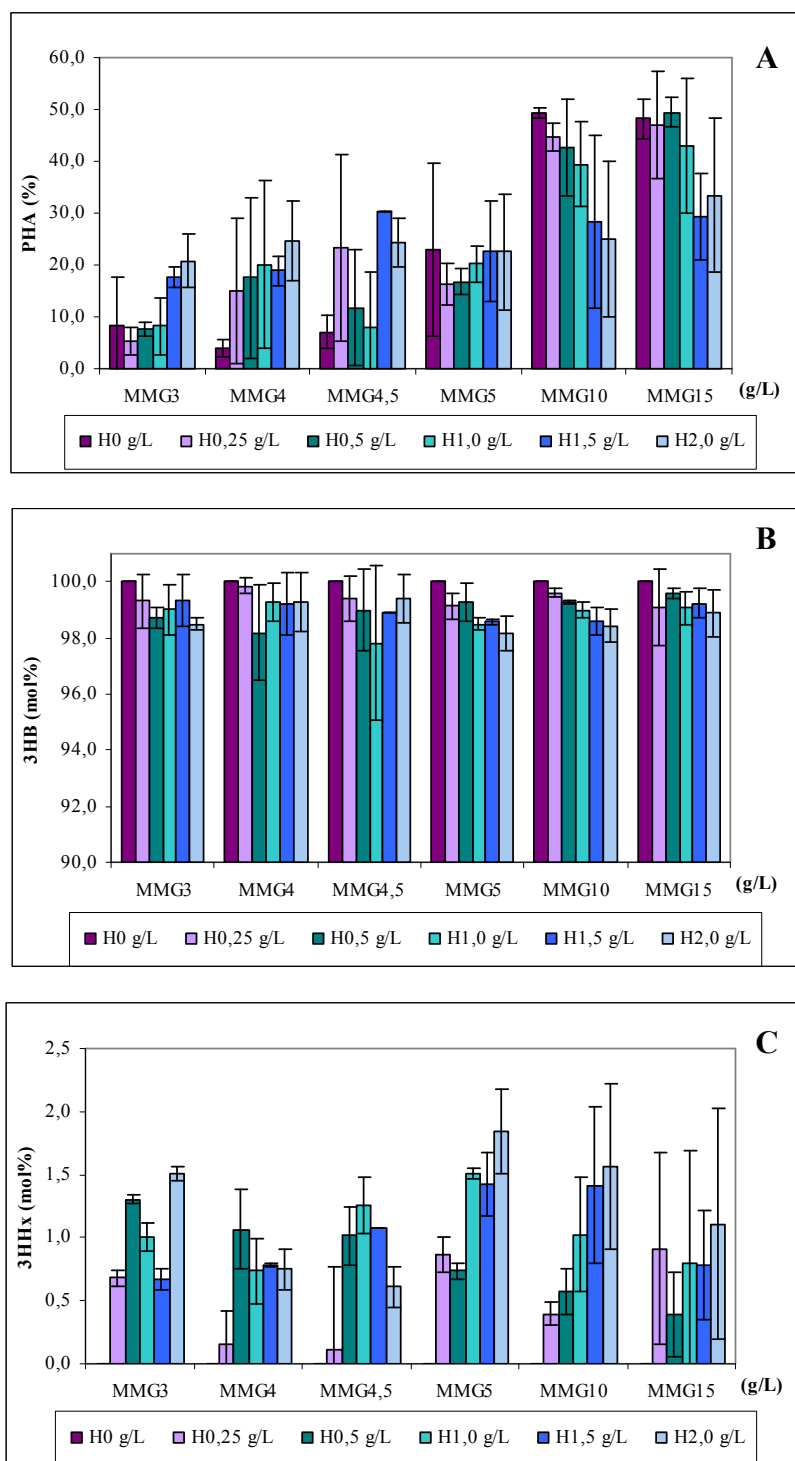 A
PHA (%)
60,0
50,0
40,0
30,0
20,0
10,0
0,0
MMG3 MMG4 MMG4,5 MMG5 MMG10 MMG15 (g/L)
H0 g/L H0,25 g/L H0,5 g/L H1,0 g/L H1,5 g/L H2,0 g/L
B
3HB (mol%)
100,0
98,0
96,0
94,0
92,0
90,0
MMG3 MMG4 MMG4,5 MMG5 MMG10 MMG15 (g/L)
H0 g/L H0,25 g/L H0,5 g/L H1,0 g/L H1,5 g/L H2,0 g/L
C
3HHx (mol%)
2,5
2,0
1,5
1,0
0,5
0,0
MMG3 MMG4 MMG4,5 MMG5 MMG10 MMG15 (g/L)
H0 g/L H0,25 g/L H0,5 g/L H1,0 g/L H1,5 g/L H2,0 g/L